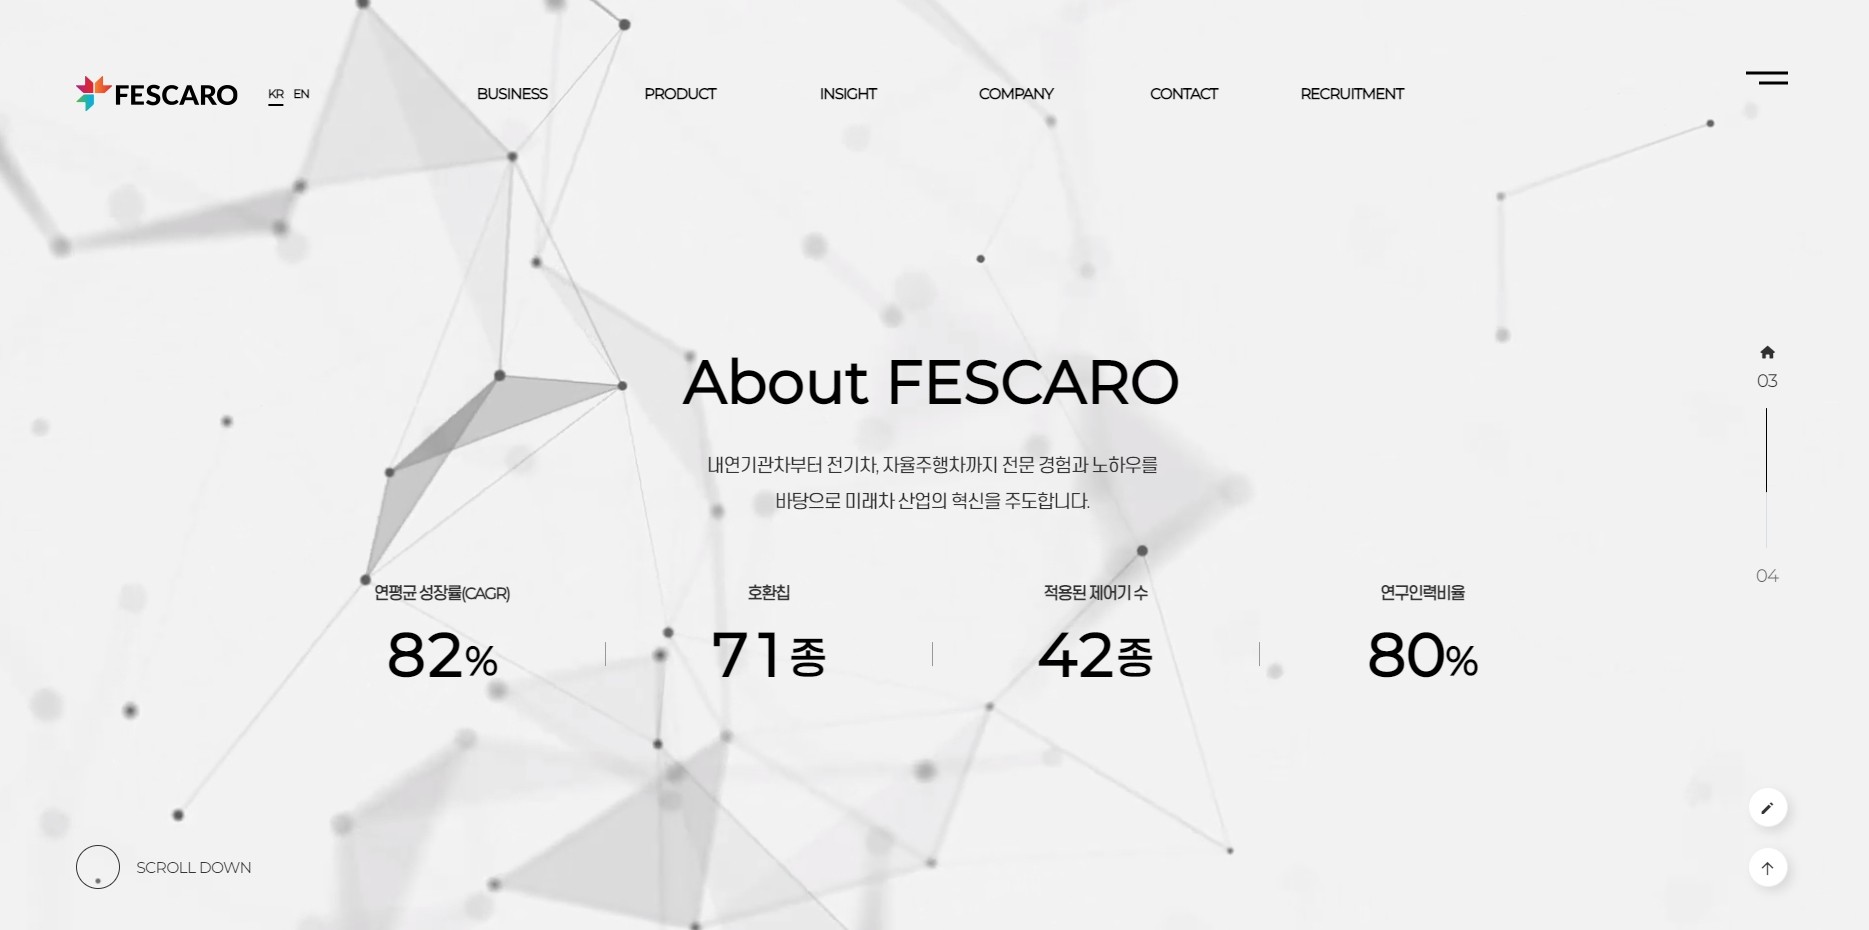 FESCARO
KR EN
BUSINESS
PRODUCT
INSIGHT
COMPANY
CONTACT
RECRUITMENT
About FESCARO
내연기관차부터 전기차, 자율주행차까지 전문 경험과 노하우를
바탕으로 미래차 산업의 혁신을 주도합니다.
03
04
연평균 성장률(CAGR)
82%
호환칩
71종
적용된 제어기 수
42종
연구인력비율
80%
SCROLL DOWN